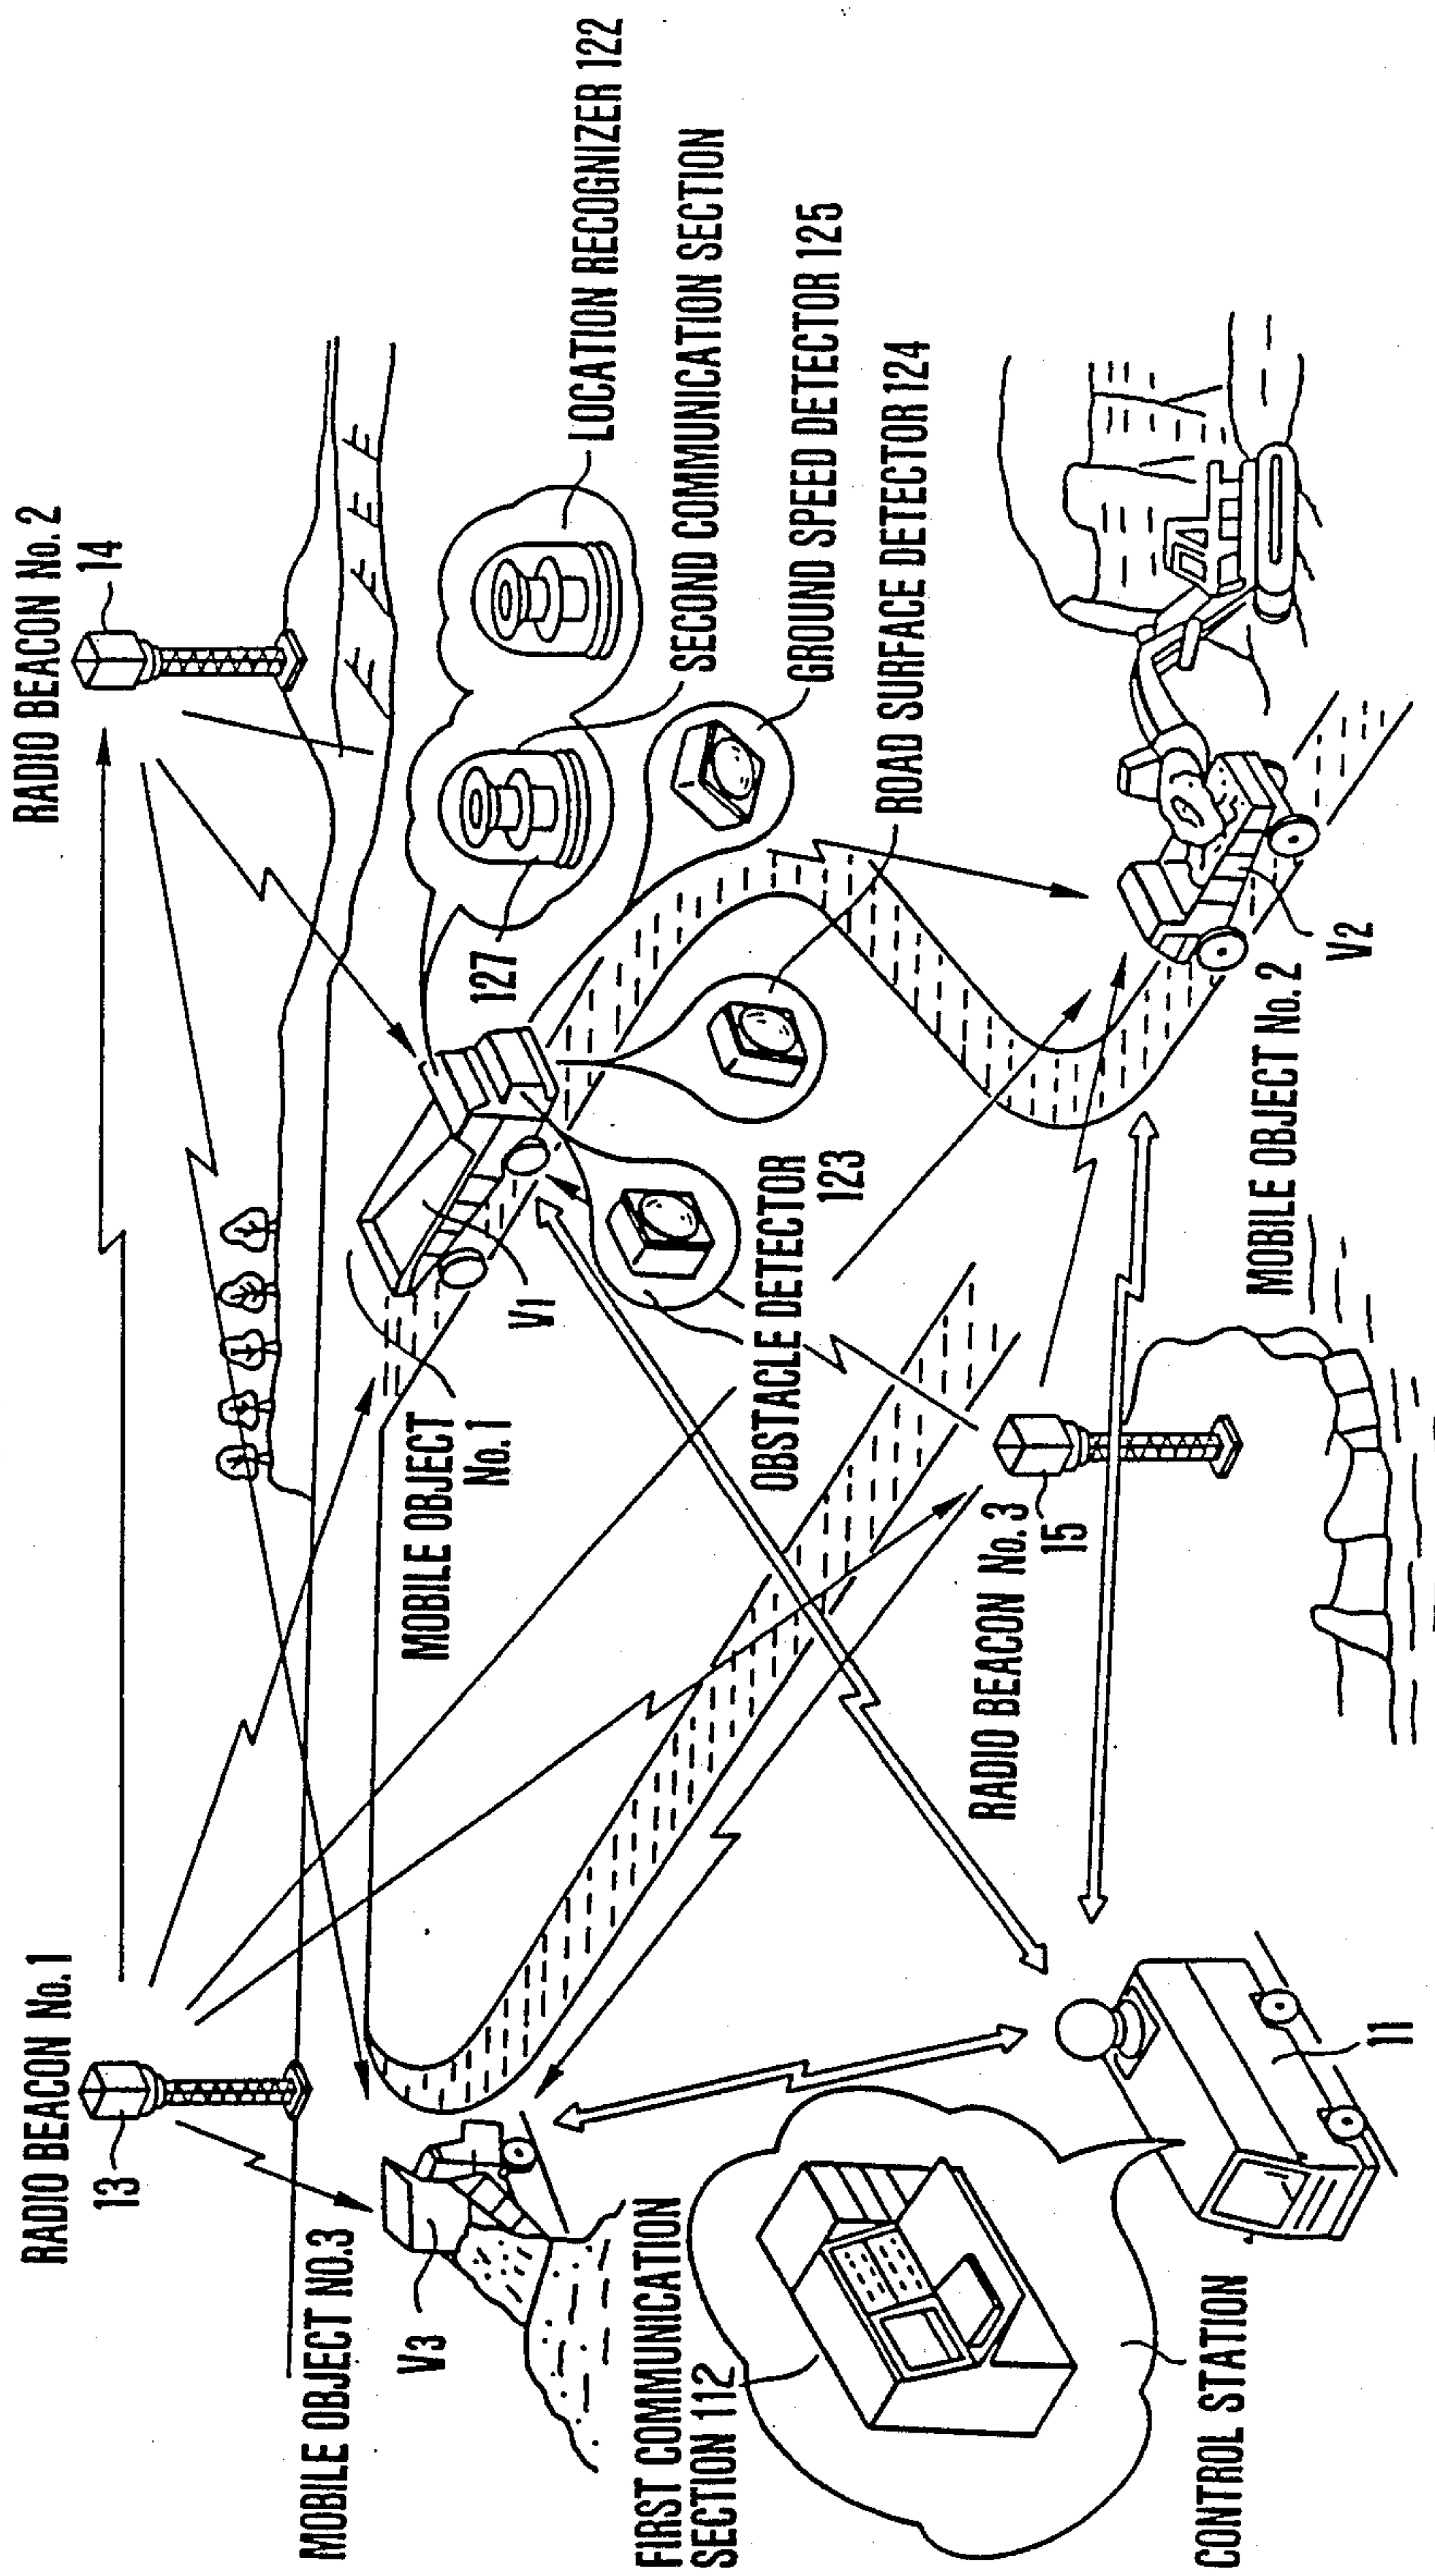 RADIO BEACON No.1
13
RADIO BEACON No.2
14
MOBILE OBJECT NO.3
V3
MOBILE OBJECT
No.1
V1
127
LOCATION RECOGNIZER 122
SECOND COMMUNICATION SECTION
GROUND SPEED DETECTOR 125
ROAD SURFACE DETECTOR 124
OBSTACLE DETECTOR
123
FIRST COMMUNICATION
SECTION 112
RADIO BEACON No.3
15
MOBILE OBJECT No.2
V2
CONTROL STATION
11